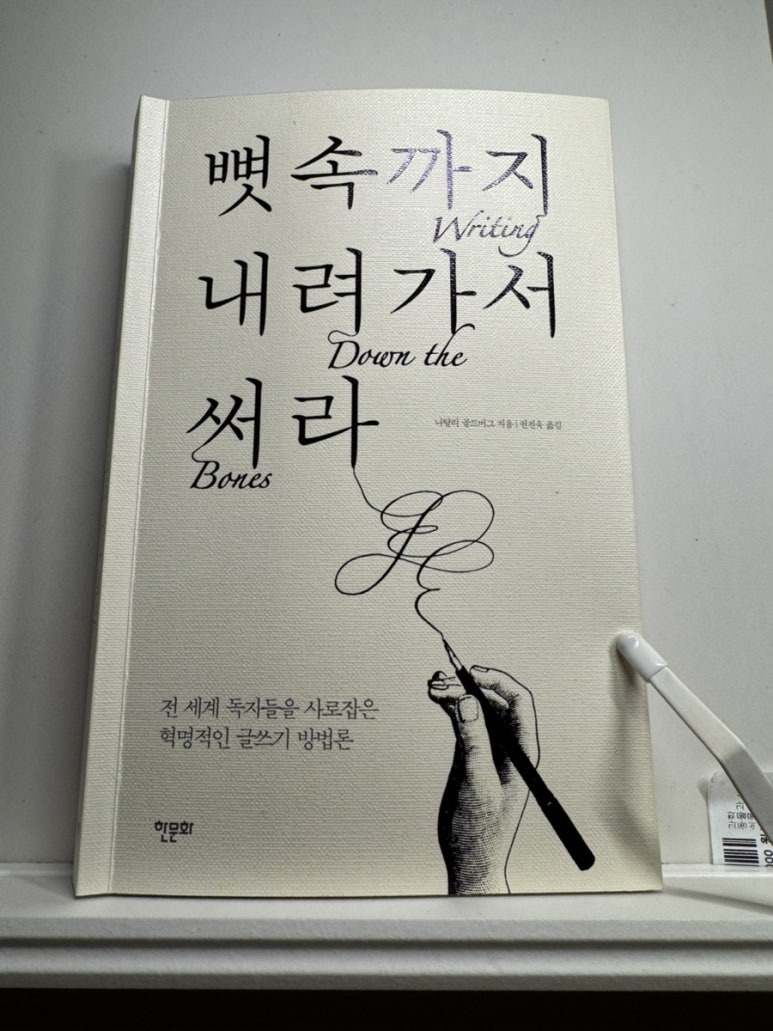 뼛속까지
Writing
내려가서
Down the
써라
나탈리 골드버그 지음 | 권진욱 옮김
Bones
전 세계 독자들을 사로잡은
혁명적인 글쓰기 방법론
한문화